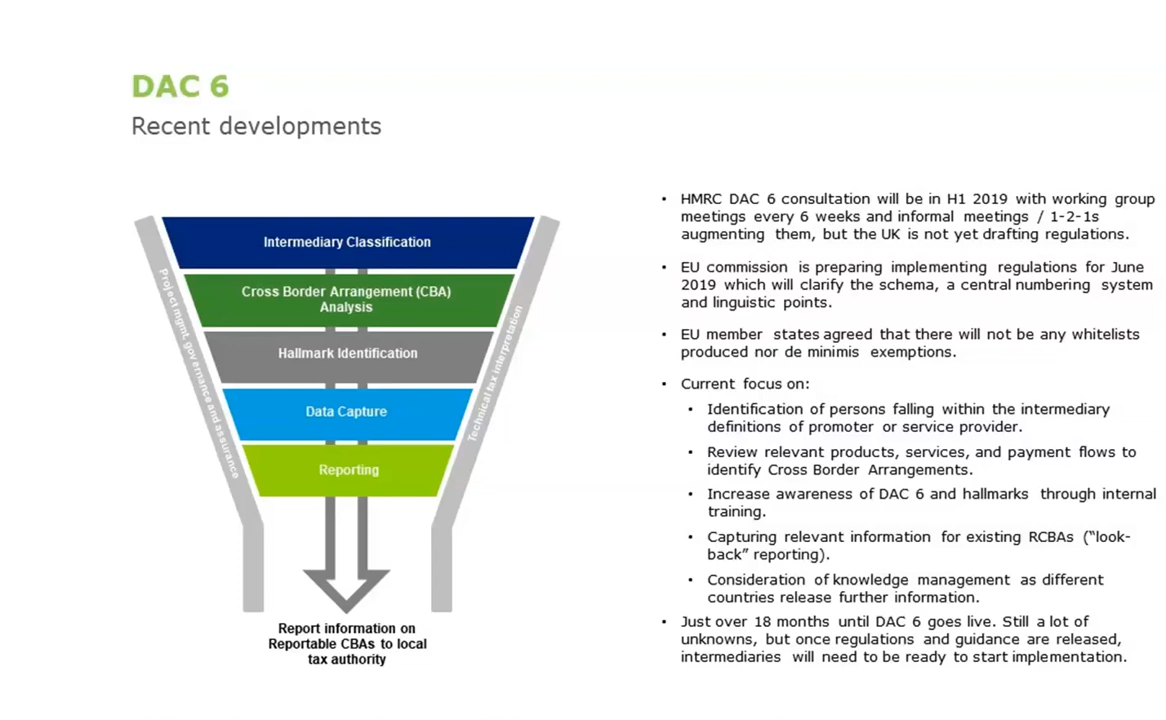 DAC 6
Recent developments
Intermediary Classification
Cross Border Arrangement (CBA)
Analysis
Hallmark Identification
Data Capture
Reporting
Project mgmt, governance and assurance
Technical tax interpretation
Report information on
Reportable CBAs to local
tax authority
• HMRC DAC 6 consultation will be in H1 2019 with working group
meetings every 6 weeks and informal meetings / 1-2-1s
augmenting them, but the UK is not yet drafting regulations.
• EU commission is preparing implementing regulations for June
2019 which will clarify the schema, a central numbering system
and linguistic points.
• EU member states agreed that there will not be any whitelists
produced nor de minimis exemptions.
• Current focus on:
• Identification of persons falling within the intermediary
definitions of promoter or service provider.
• Review relevant products, services, and payment flows to
identify Cross Border Arrangements.
• Increase awareness of DAC 6 and hallmarks through internal
training.
• Capturing relevant information for existing RCBAs (“look-
back” reporting).
• Consideration of knowledge management as different
countries release further information.
• Just over 18 months until DAC 6 goes live. Still a lot of
unknowns, but once regulations and guidance are released,
intermediaries will need to be ready to start implementation.